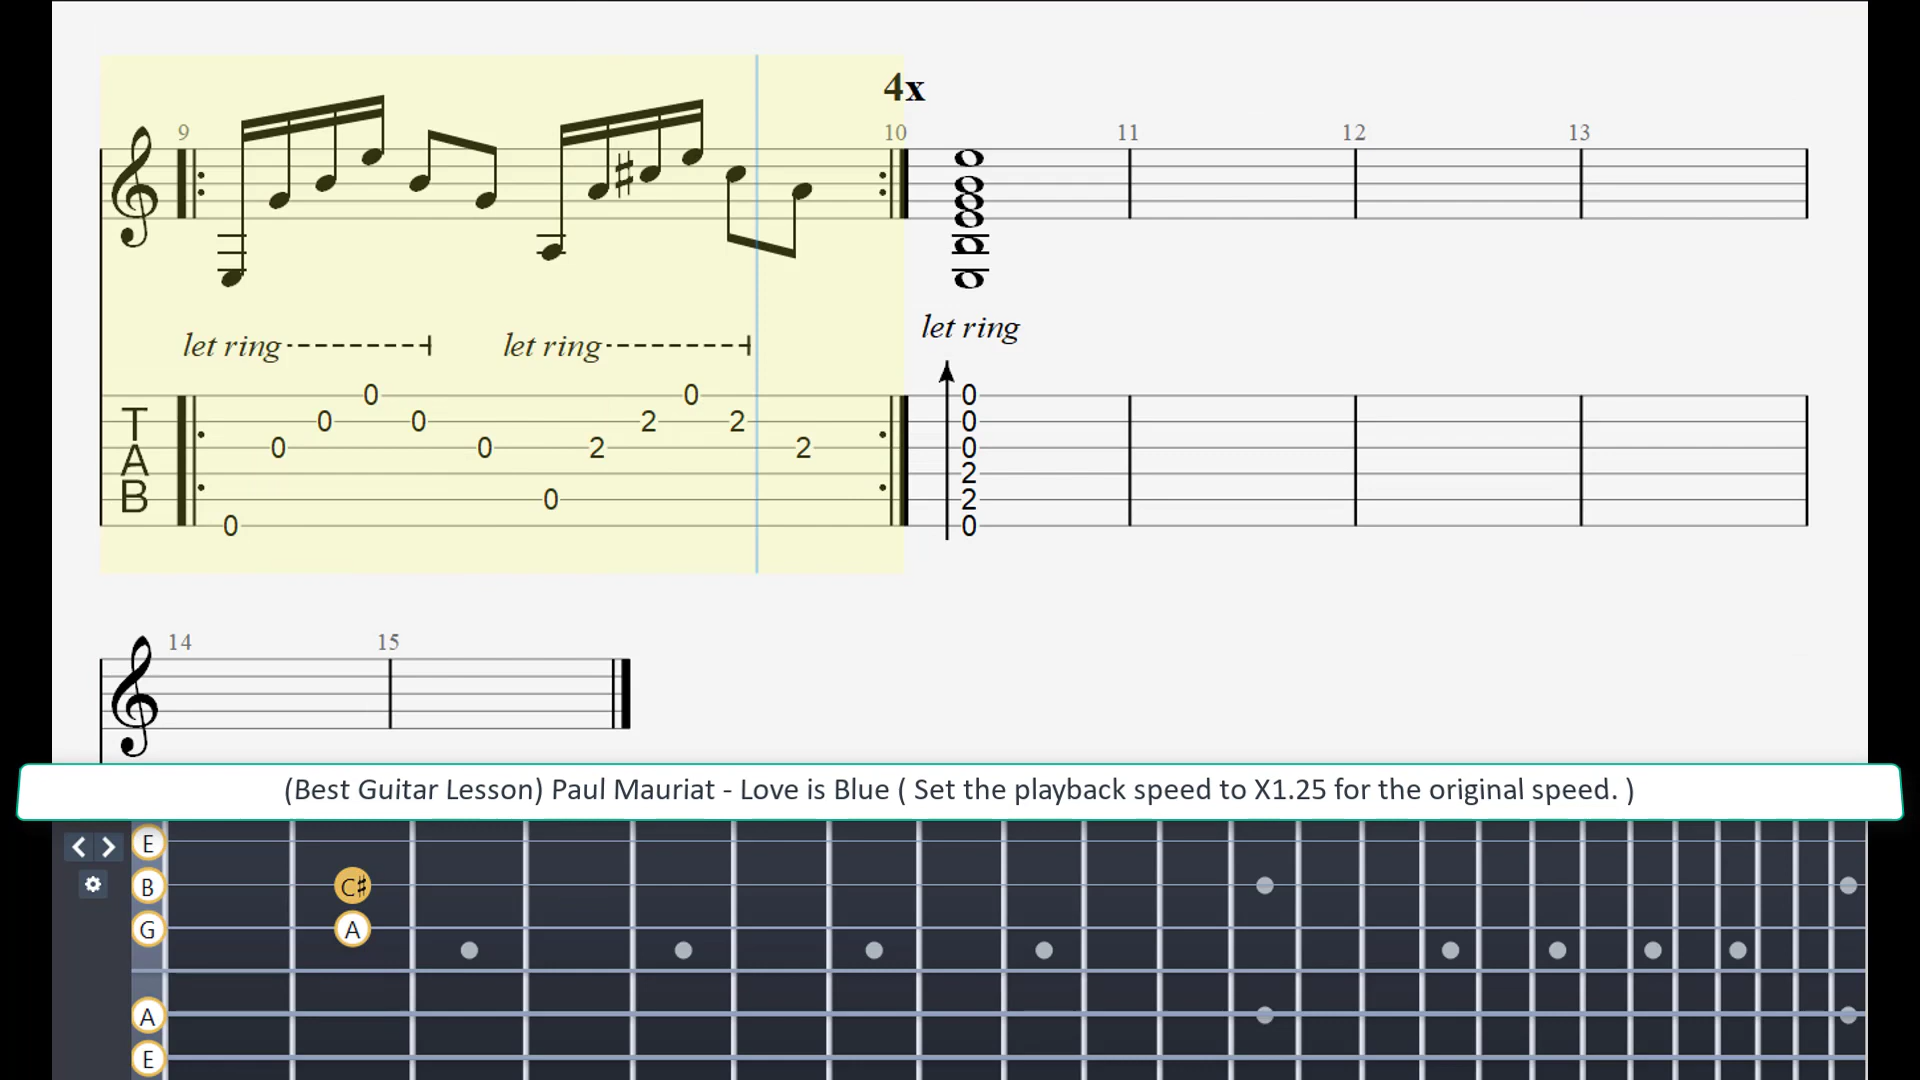 4x
9 10 11 12 13
let ring let ring let ring
T A B
0 0 0 0 0 0 0 2 2 0 2 2
0 0 0 2 2 0
14 15
(Best Guitar Lesson) Paul Mauriat - Love is Blue ( Set the playback speed to X1.25 for the original speed. )
E
B C♯
G A
A
E